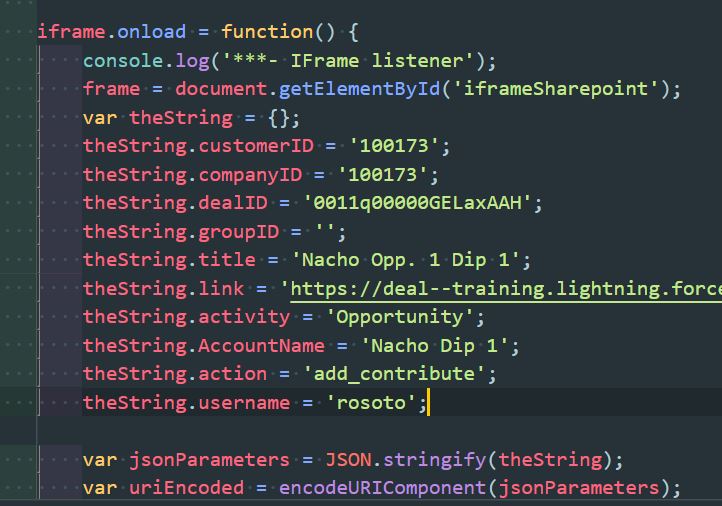 iframe.onload = function() {
console.log('***- IFrame listener');
frame = document.getElementById('iframeSharepoint');
var theString = {};
theString.customerID = '100173';
theString.companyID = '100173';
theString.dealID = '0011q00000GELaxAAH';
theString.groupID = '';
theString.title = 'Nacho Opp. 1 Dip 1';
theString.link = 'https://deal--training.lightning.force
theString.activity = 'Opportunity';
theString.AccountName = 'Nacho Dip 1';
theString.action = 'add_contribute';
theString.username = 'rosoto';
var jsonParameters = JSON.stringify(theString);
var uriEncoded = encodeURIComponent(jsonParameters);